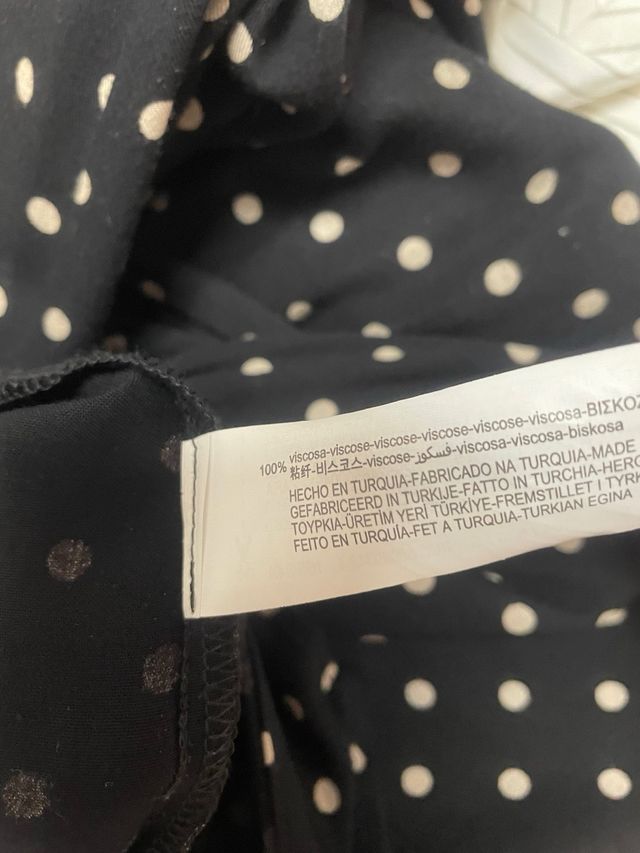 100% viscosa-viscose-viscose-viscose-viscose-viscose-viscosa-ΒΙΣΚΟΖ
粘纤-비스코스-viscose-فسكوز-viscosa-viscosa-biskosa
HECHO EN TURQUIA-FABRICADO NA TURQUIA-MADE
GEFABRICEERD IN TURKIJE-FATTO IN TURCHIA-HERG
ΤΟΥΡΚΙΑ-ÜRETİM YERİ TÜRKİYE-FREMSTILLET I TYRK
FEITO EN TURQUÍA-FET A TURQUIA-TURKIAN EGINA